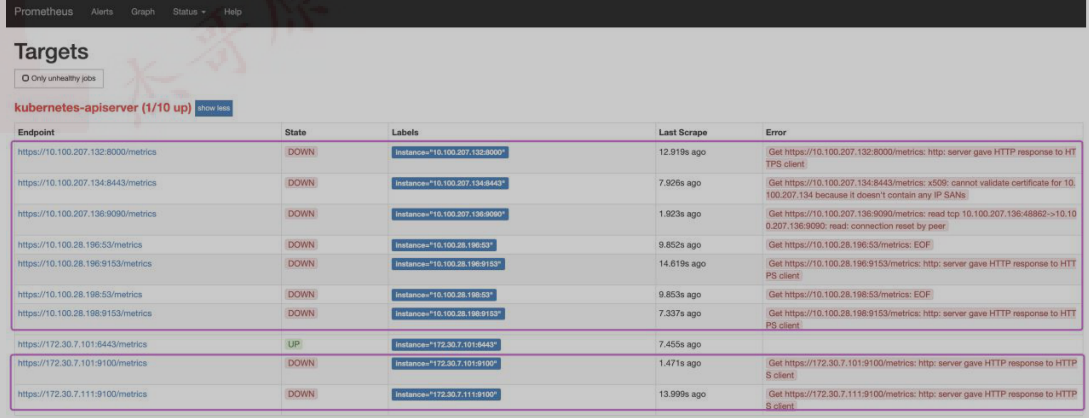 Prometheus Alerts Graph Status Help
Targets
Only unhealthy jobs
kubernetes-apiserver (1/10 up) show less
Endpoint State Labels Last Scrape Error
https://10.100.207.132:8000/metrics DOWN instance="10.100.207.132:8000" 12.919s ago Get https://10.100.207.132:8000/metrics: http: server gave HTTP response to HT
TPS client
https://10.100.207.134:8443/metrics DOWN instance="10.100.207.134:8443" 7.926s ago Get https://10.100.207.134:8443/metrics: x509: cannot validate certificate for 10.
100.207.134 because it doesn't contain any IP SANs
https://10.100.207.136:9090/metrics DOWN instance="10.100.207.136:9090" 1.923s ago Get https://10.100.207.136:9090/metrics: read tcp 10.100.207.136:48862->10.10
0.207.136:9090: read: connection reset by peer
https://10.100.28.196:53/metrics DOWN instance="10.100.28.196:53" 9.852s ago Get https://10.100.28.196:53/metrics: EOF
https://10.100.28.196:9153/metrics DOWN instance="10.100.28.196:9153" 14.619s ago Get https://10.100.28.196:9153/metrics: http: server gave HTTP response to HTT
PS client
https://10.100.28.198:53/metrics DOWN instance="10.100.28.198:53" 9.853s ago Get https://10.100.28.198:53/metrics: EOF
https://10.100.28.198:9153/metrics DOWN instance="10.100.28.198:9153" 7.337s ago Get https://10.100.28.198:9153/metrics: http: server gave HTTP response to HTT
PS client
https://172.30.7.101:6443/metrics UP instance="172.30.7.101:6443" 7.455s ago
https://172.30.7.101:9100/metrics DOWN instance="172.30.7.101:9100" 1.471s ago Get https://172.30.7.101:9100/metrics: http: server gave HTTP response to HTTP
S client
https://172.30.7.111:9100/metrics DOWN instance="172.30.7.111:9100" 13.999s ago Get https://172.30.7.111:9100/metrics: http: server gave HTTP response to HTTP
S client